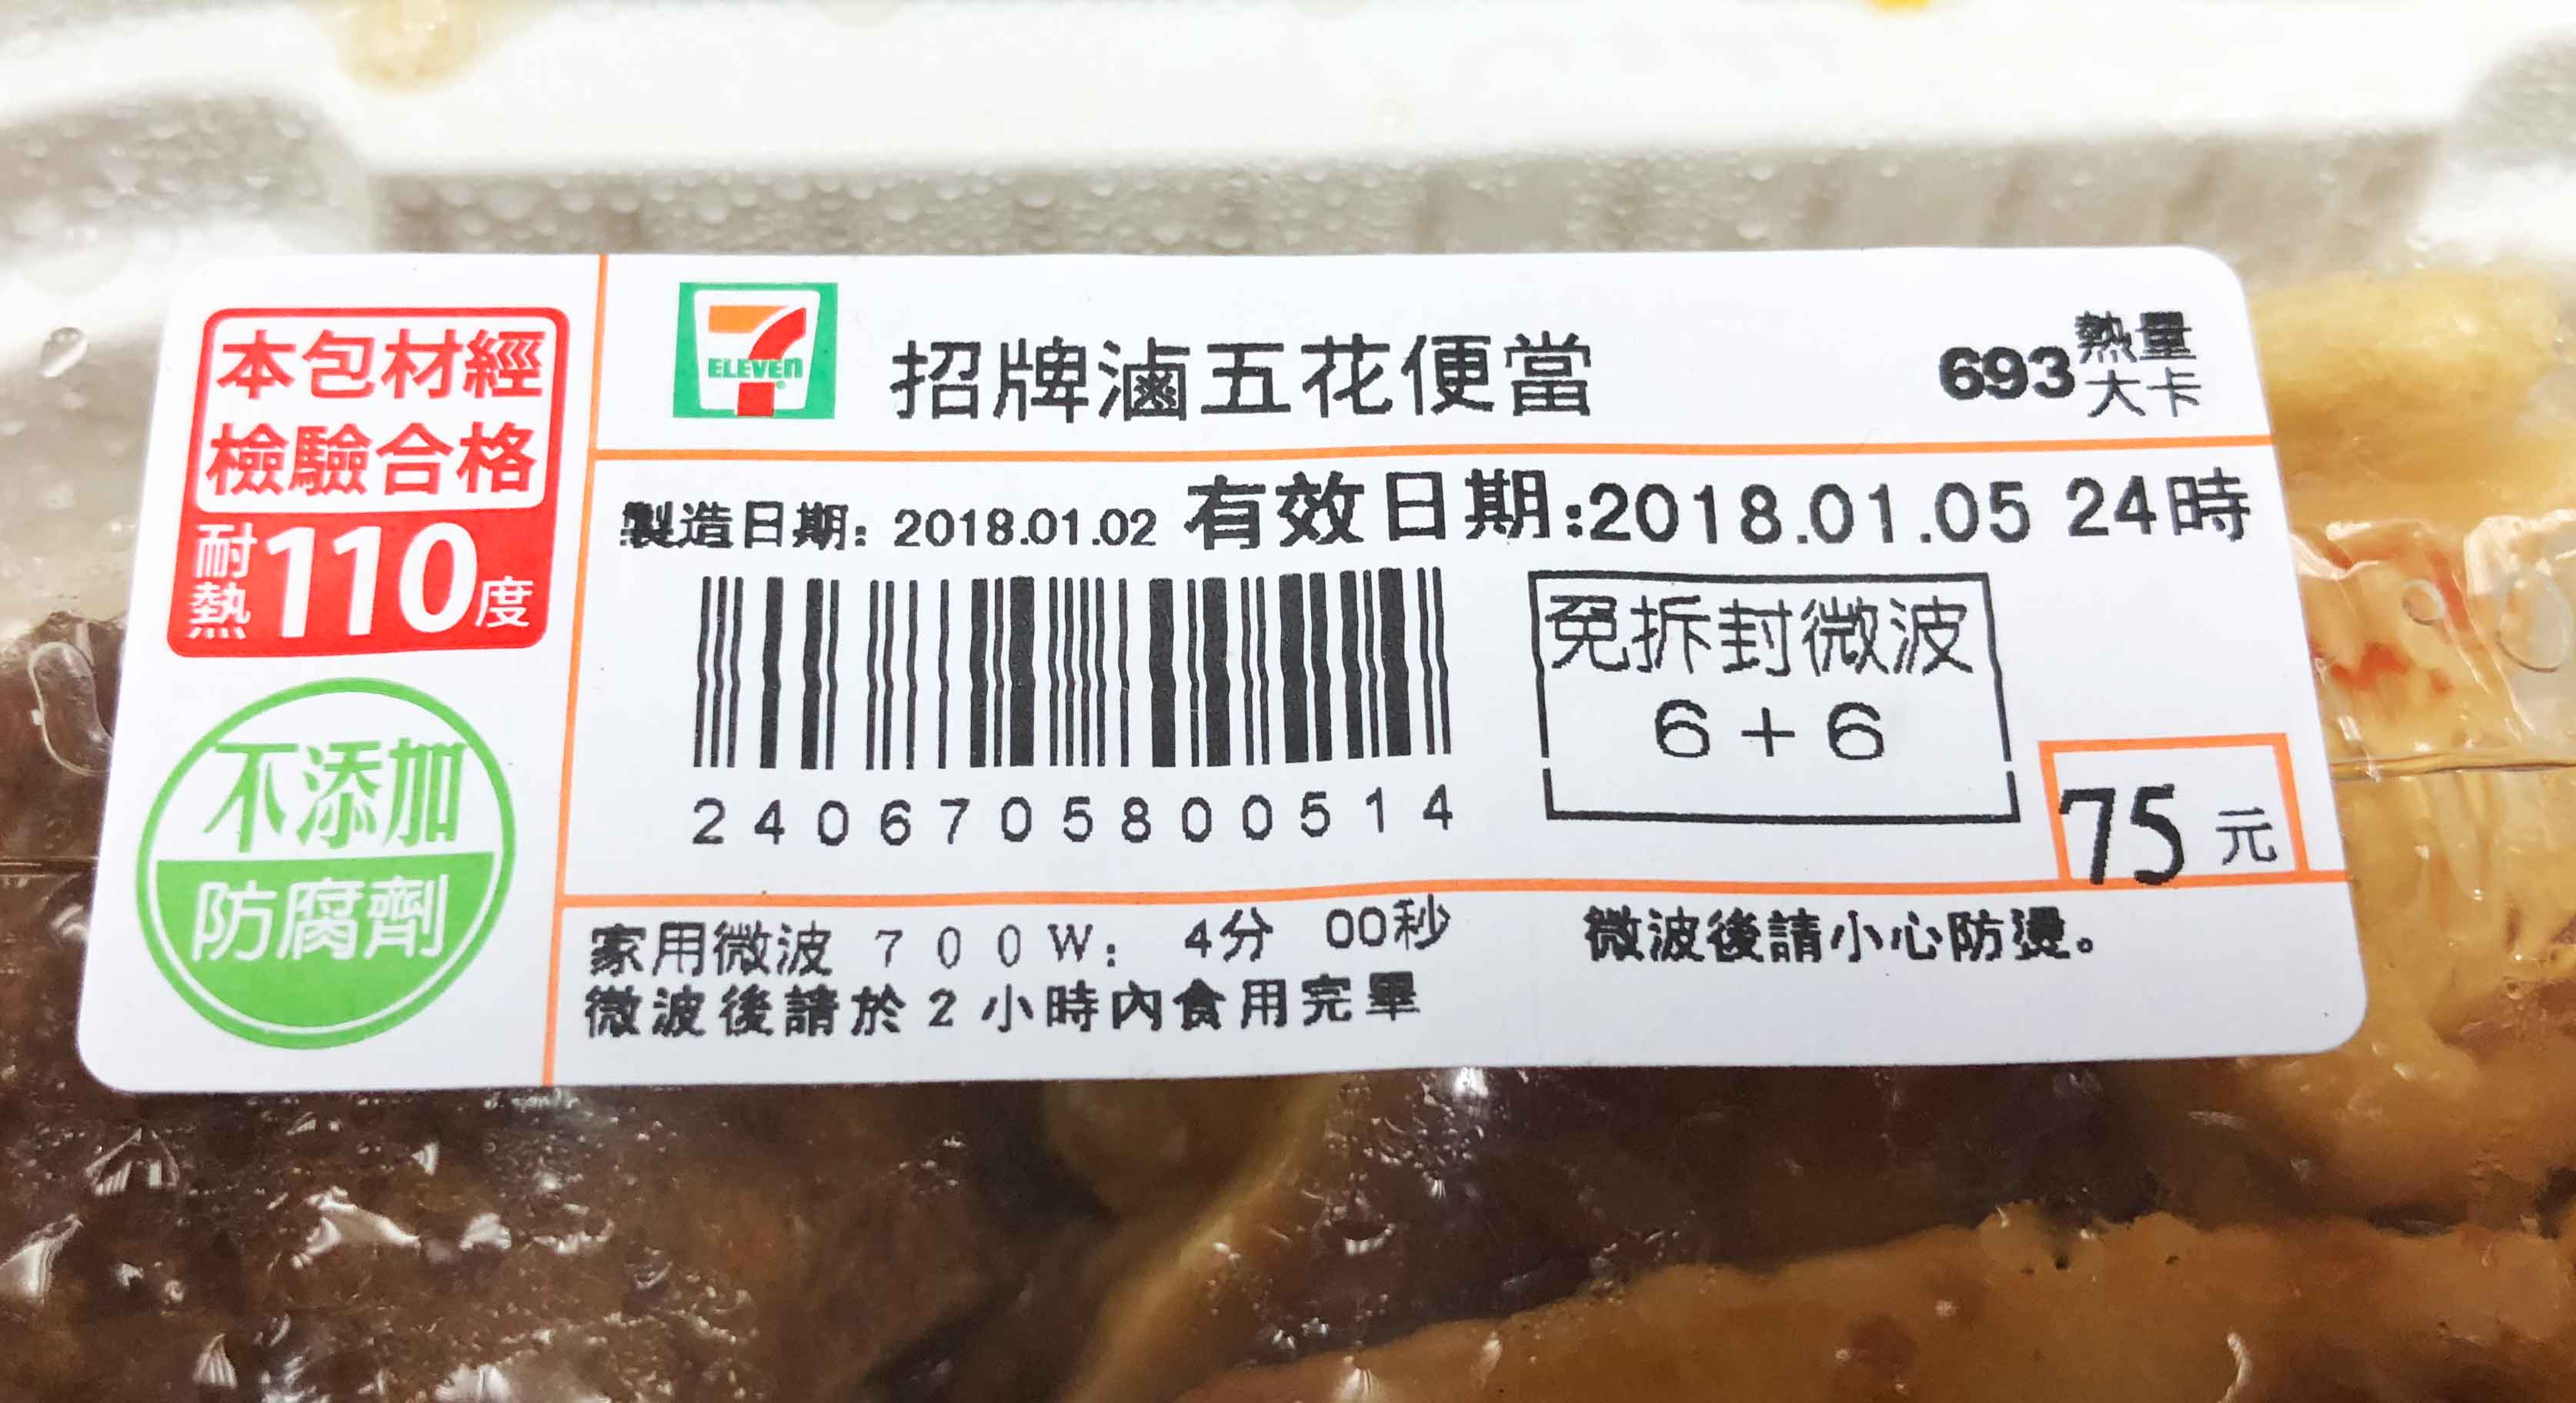 本包材經
檢驗合格
耐熱110度
不添加
防腐劑
7
ELEVEN
®
招牌滷五花便當
693熱量大卡
製造日期: 2018.01.02 有效日期:2018.01.05 24時
2406705800514
免拆封微波
6+6
75元
家用微波 700W: 4分 00秒 微波後請小心防燙。
微波後請於2小時內食用完畢